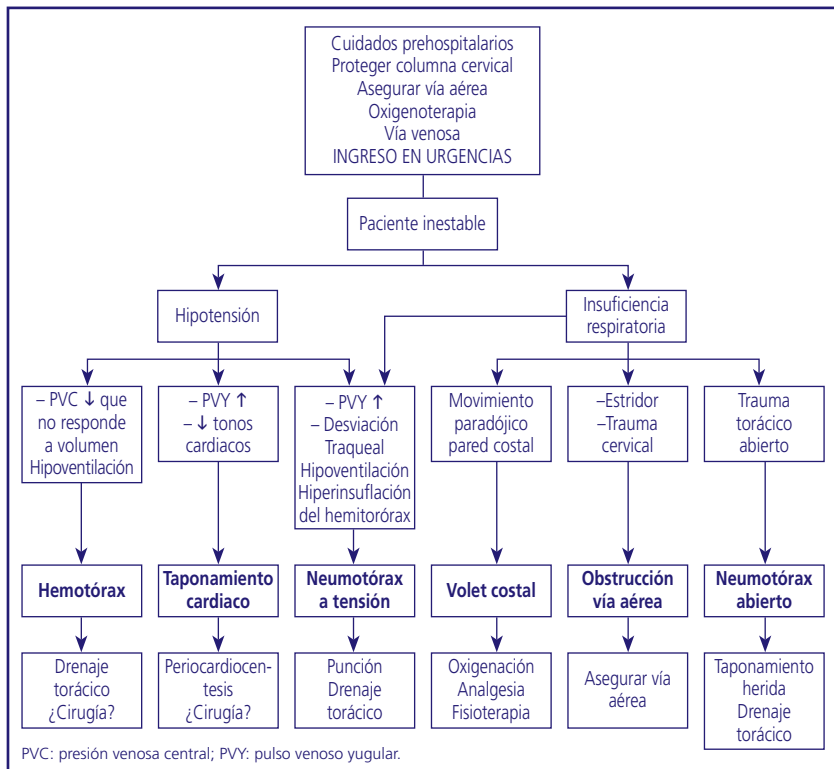 Cuidados prehospitalarios
Proteger columna cervical
Asegurar vía aérea
Oxigenoterapia
Vía venosa
INGRESO EN URGENCIAS
Paciente inestable
Hipotensión
Insuficiencia
respiratoria
– PVC ↓ que
no responde
a volumen
Hipoventilación
– PVY ↑
– ↓ tonos
cardiacos
– PVY ↑
– Desviación
Traqueal
Hipoventilación
Hiperinsuflación
del hemitorórax
Movimiento
paradójico
pared costal
–Estridor
–Trauma
cervical
Trauma
torácico
abierto
Hemotórax
Taponamiento
cardiaco
Neumotórax
a tensión
Volet costal
Obstrucción
vía aérea
Neumotórax
abierto
Drenaje
torácico
¿Cirugía?
Periocardiocen-
tesis
¿Cirugía?
Punción
Drenaje
torácico
Oxigenación
Analgesia
Fisioterapia
Asegurar vía
aérea
Taponamiento
herida
Drenaje
torácico
PVC: presión venosa central; PVY: pulso venoso yugular.